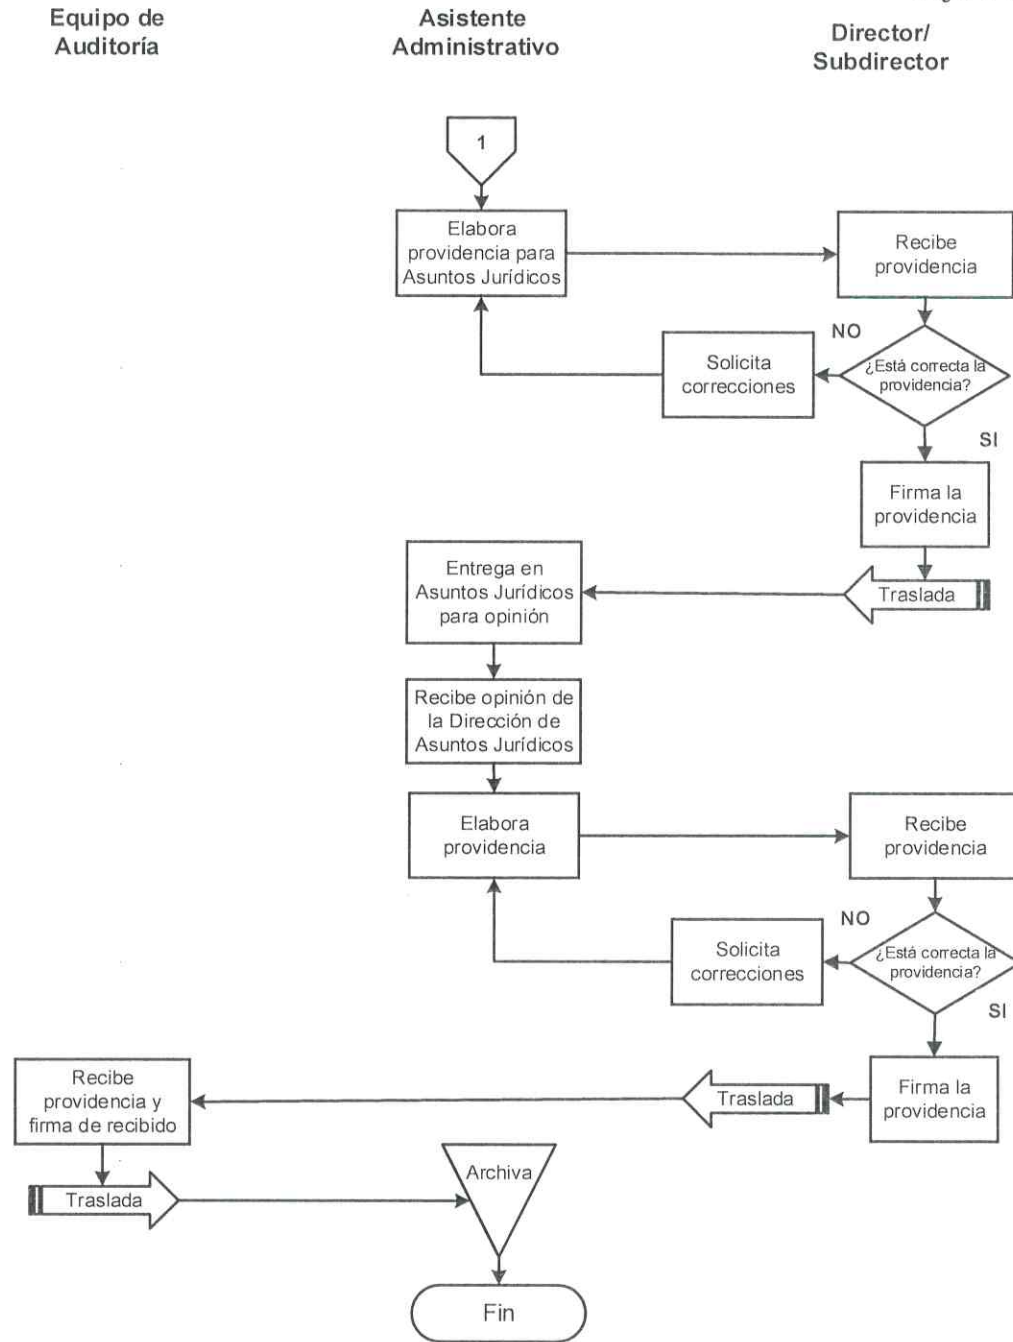 Equipo de
Auditoría
Asistente
Administrativo
Director/
Subdirector
1
Elabora
providencia para
Asuntos Jurídicos
Recibe
providencia
NO
¿Está correcta la
providencia?
Solicita
correcciones
SI
Firma la
providencia
Traslada
Entrega en
Asuntos Jurídicos
para opinión
Recibe opinión de
la Dirección de
Asuntos Jurídicos
Elabora
providencia
Recibe
providencia
NO
¿Está correcta la
providencia?
Solicita
correcciones
SI
Firma la
providencia
Traslada
Recibe
providencia y
firma de recibido
Traslada
Archiva
Fin